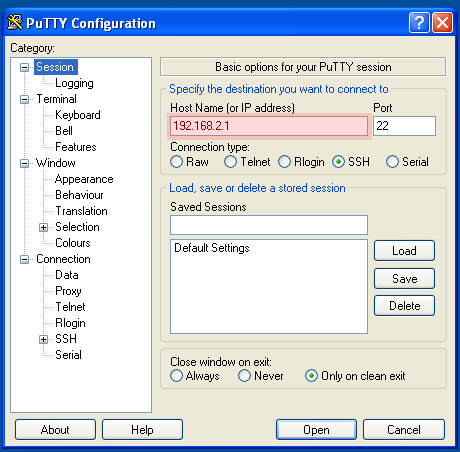 PuTTY Configuration
Category:
Session
Logging
Terminal
Keyboard
Bell
Features
Window
Appearance
Behaviour
Translation
Selection
Colours
Connection
Data
Proxy
Telnet
Rlogin
SSH
Serial
Basic options for your PuTTY session
Specify the destination you want to connect to
Host Name (or IP address) Port
192.168.2.1 22
Connection type:
Raw Telnet Rlogin SSH Serial
Load, save or delete a stored session
Saved Sessions
Default Settings
Load
Save
Delete
Close window on exit:
Always Never Only on clean exit
About Help Open Cancel